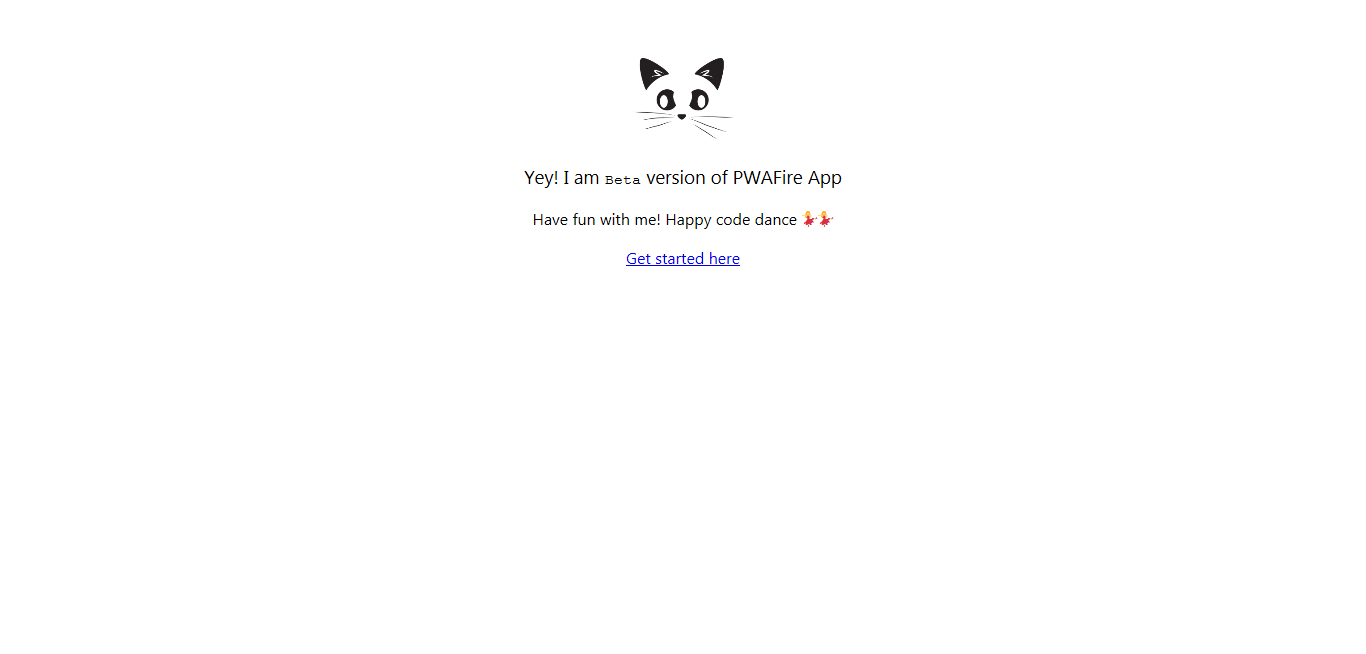 Yey! I am Beta version of PWAFire App
Have fun with me! Happy code dance 💃💃
Get started here